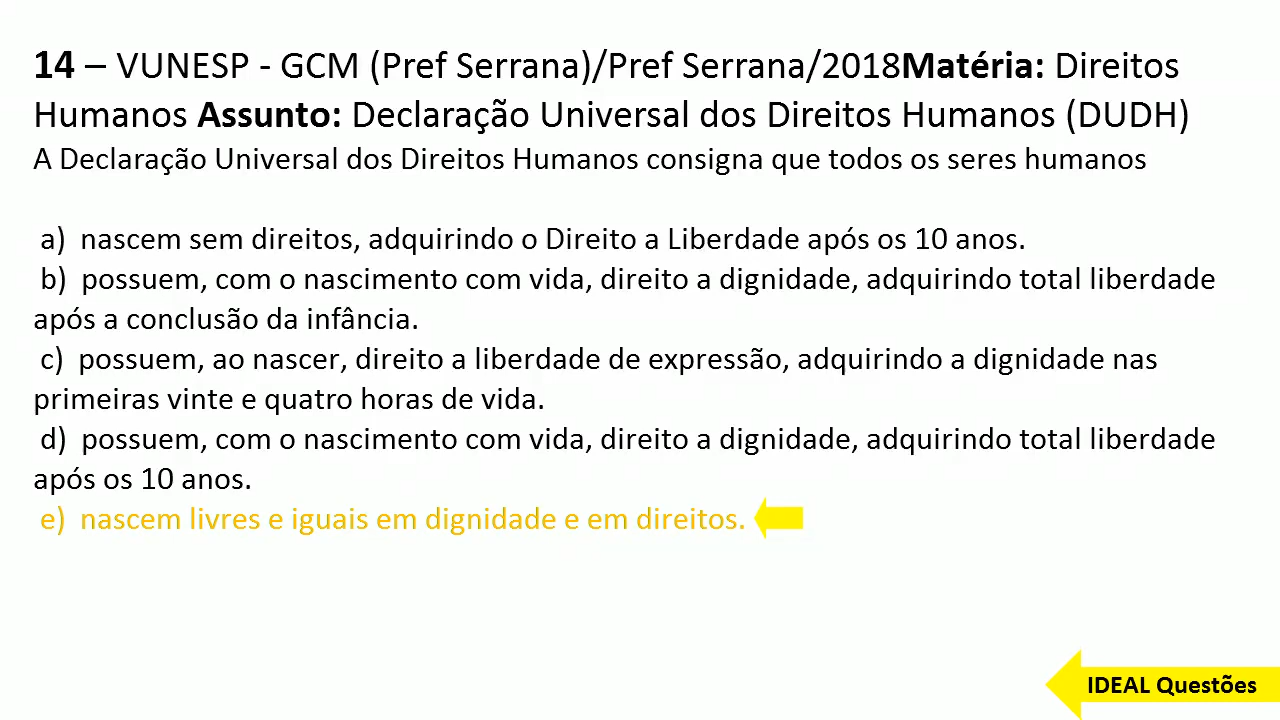 14 – VUNESP - GCM (Pref Serrana)/Pref Serrana/2018Matéria: Direitos
Humanos Assunto: Declaração Universal dos Direitos Humanos (DUDH)
A Declaração Universal dos Direitos Humanos consigna que todos os seres humanos
a) nascem sem direitos, adquirindo o Direito a Liberdade após os 10 anos.
b) possuem, com o nascimento com vida, direito a dignidade, adquirindo total liberdade
após a conclusão da infância.
c) possuem, ao nascer, direito a liberdade de expressão, adquirindo a dignidade nas
primeiras vinte e quatro horas de vida.
d) possuem, com o nascimento com vida, direito a dignidade, adquirindo total liberdade
após os 10 anos.
e) nascem livres e iguais em dignidade e em direitos.
IDEAL Questões